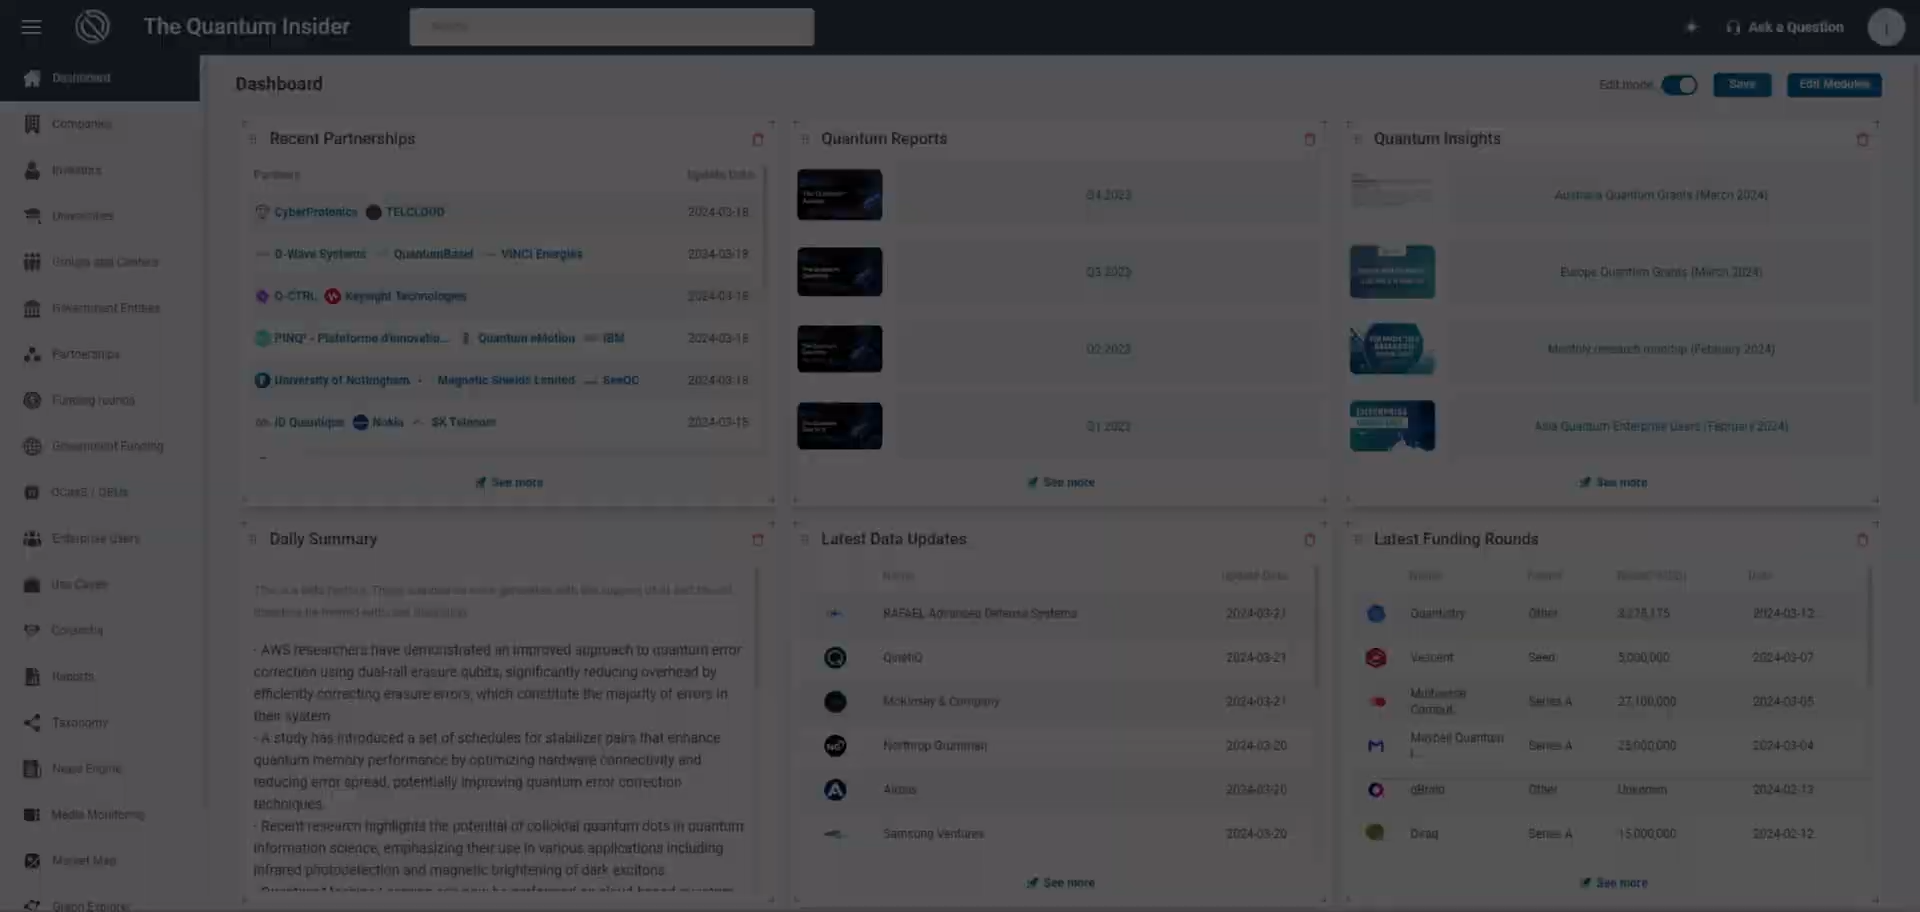 The Quantum Insider
Ask a Question
Dashboard
Companies
Investors
Universities
Groups and Centers
Government Entities
Partnerships
Funding rounds
Government Funding
QCaaS / OEMs
Enterprise Users
Use Cases
Consortia
Reports
Taxonomy
News Engine
Media Monitoring
Market Map
Graph Explorer
Dashboard
Edit mode
Save
Edit Modules
Recent Partnerships
Partners Update Date
CyberProtonics TELCLOUD 2024-03-18
D-Wave Systems QuantumBasel VINCI Energies 2024-03-18
Q-CTRL Keysight Technologies 2024-03-18
PINQ² - Plateforme d'innovatio... Quantum eMotion IBM 2024-03-18
University of Nottingham Magnetic Shields Limited SeeQC 2024-03-18
ID Quantique Nokia SK Telecom 2024-03-15
See more
Quantum Reports
Q4 2023
Q3 2023
Q2 2023
Q1 2023
See more
Quantum Insights
Australia Quantum Grants (March 2024)
Europe Quantum Grants (March 2024)
Monthly research roundup (February 2024)
ENTERPRISE
Asia Quantum Enterprise Users (February 2024)
See more
Daily Summary
- AWS researchers have demonstrated an improved approach to quantum error
correction using dual-rail erasure qubits, significantly reducing overhead by
efficiently correcting erasure errors, which constitute the majority of errors in
their system.
- A study has introduced a set of schedules for stabilizer pairs that enhance
quantum memory performance by optimizing hardware connectivity and
reducing error spread, potentially improving quantum error correction
techniques.
- Recent research highlights the potential of colloidal quantum dots in quantum
information science, emphasizing their use in various applications including
infrared photodetection and magnetic brightening of dark excitons.
Latest Data Updates
Name Update Date
RAFAEL Advanced Defense Systems 2024-03-21
QinetiQ 2024-03-21
McKinsey & Company 2024-03-21
Northrop Grumman 2024-03-20
Airbus 2024-03-20
Samsung Ventures 2024-03-20
See more
Latest Funding Rounds
Name Date
Quantistry Other 3,275,175 2024-03-12
Vescent Seed 5,000,000 2024-03-07
Multiverse
Comput... Series A 27,100,000 2024-03-05
Maybell Quantum
I... Series A 25,000,000 2024-03-04
qBraid Other Unknown 2024-02-13
Diraq Series A 15,000,000 2024-02-12
See more